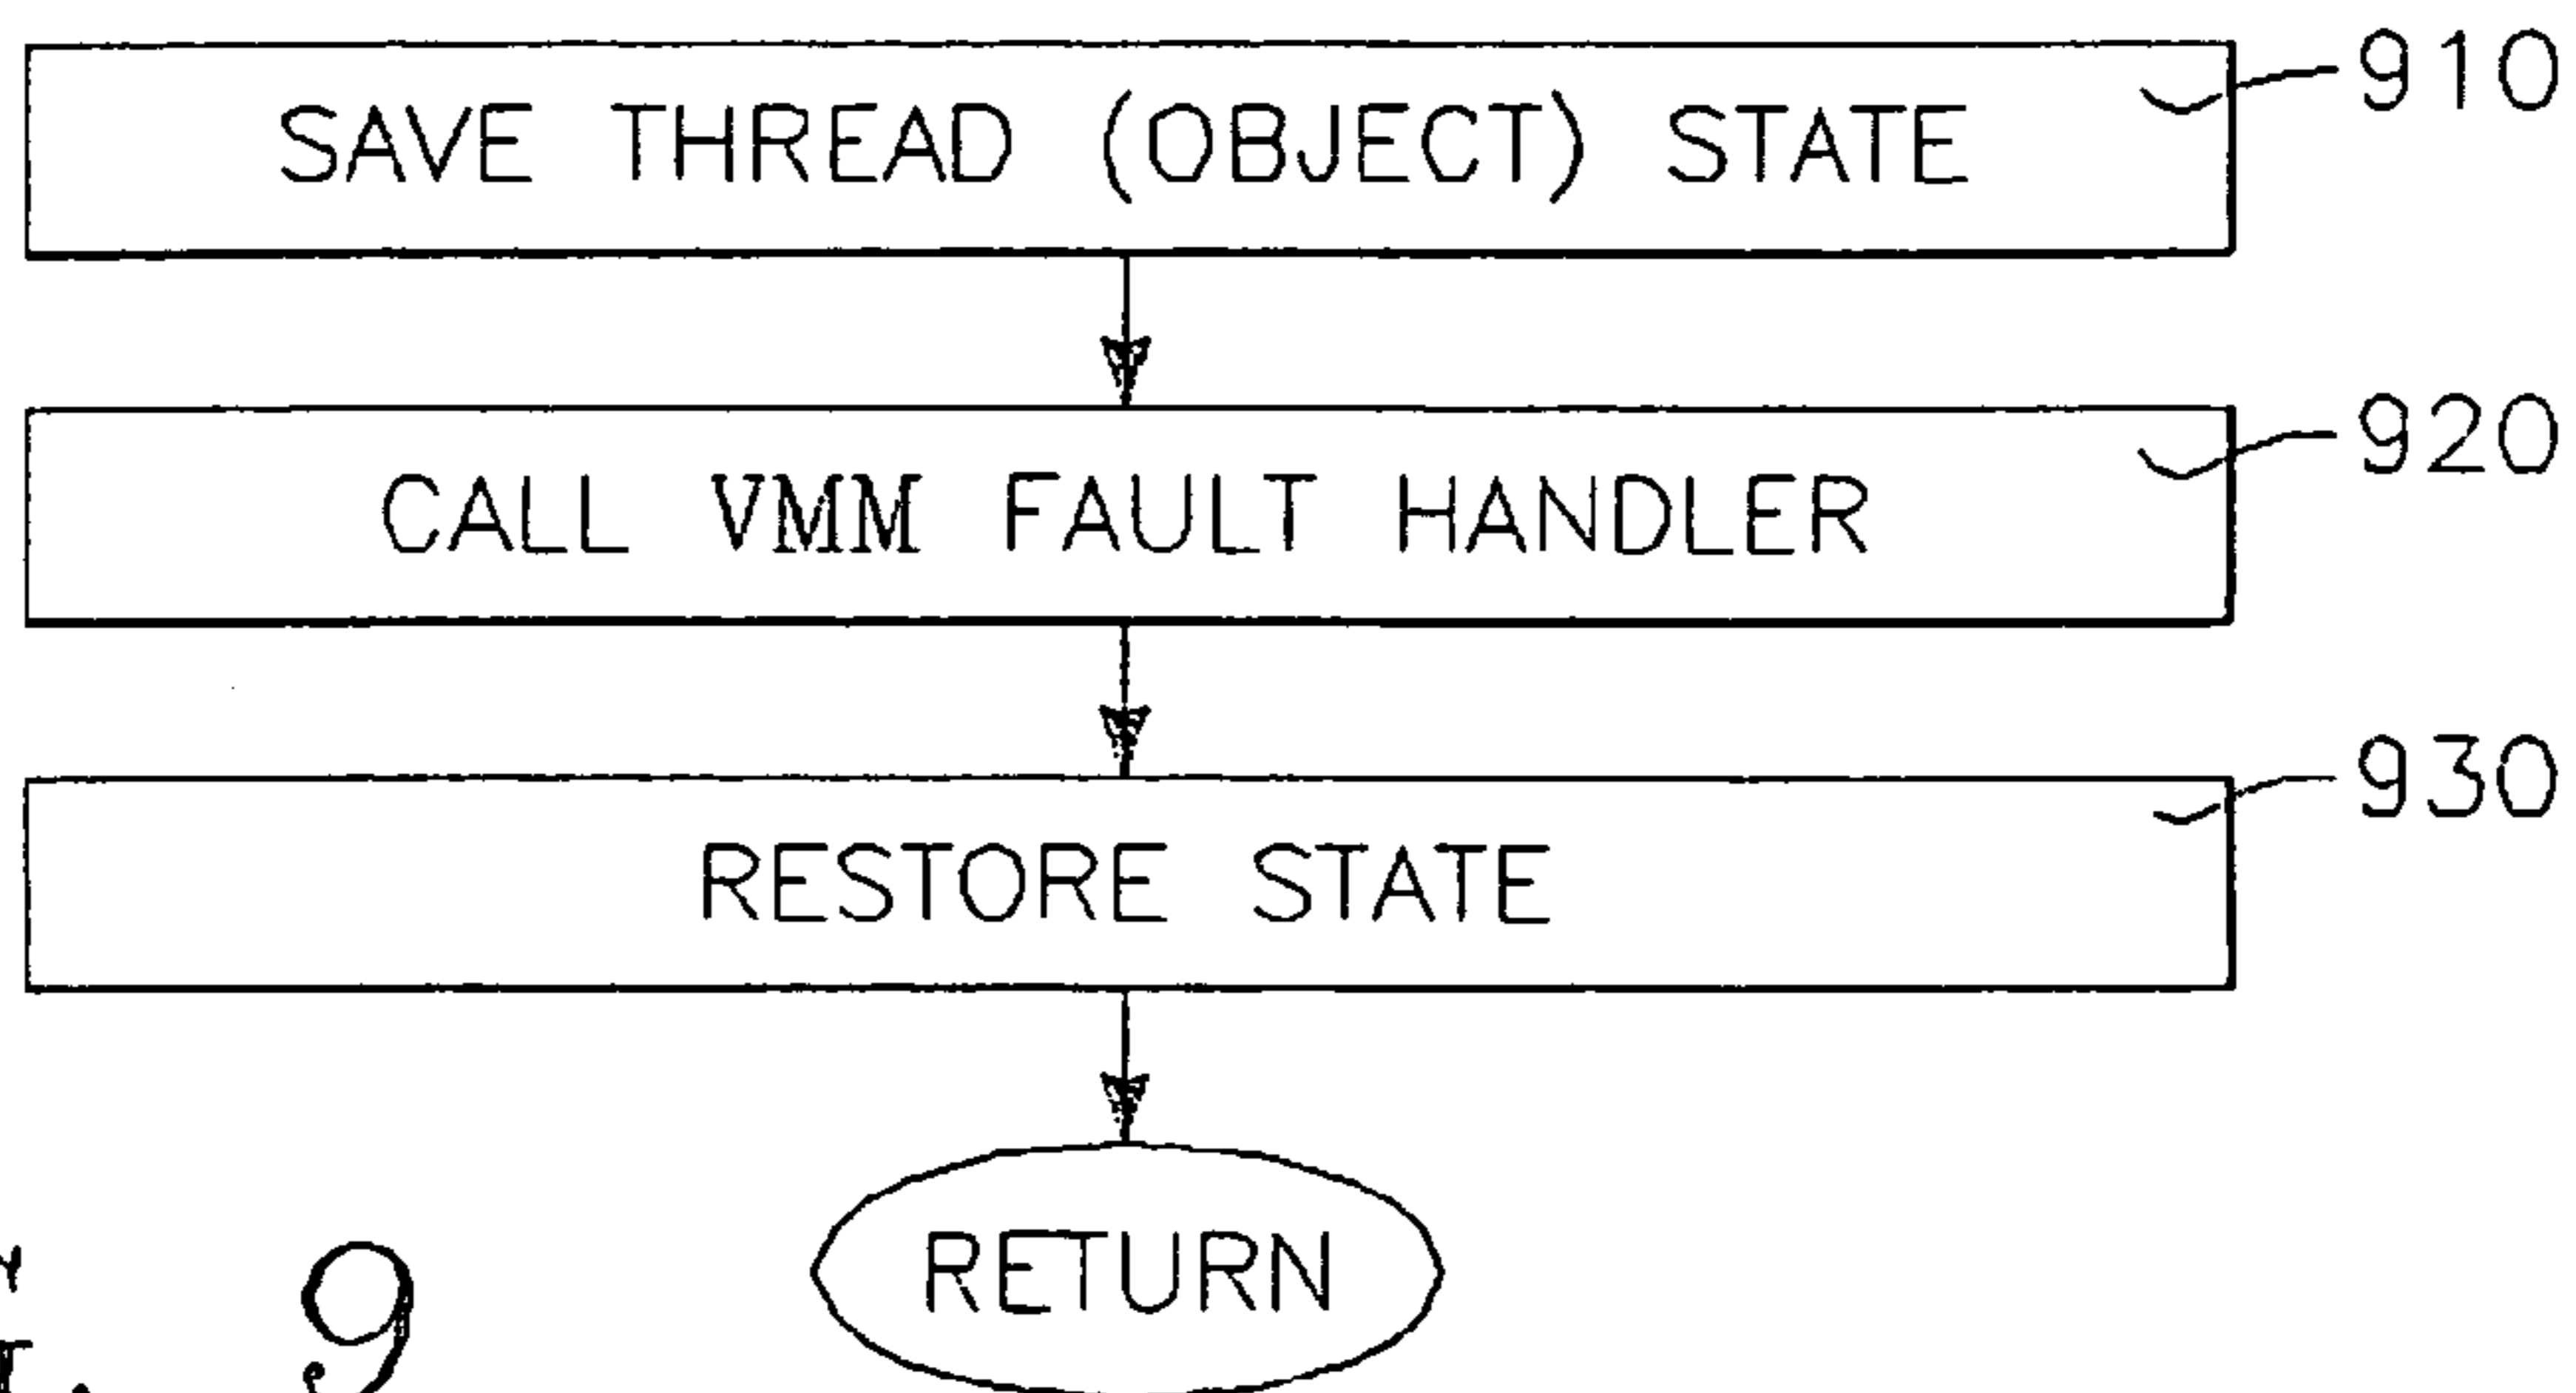 SAVE THREAD (OBJECT) STATE
910
CALL VMM FAULT HANDLER
920
RESTORE STATE
930
RETURN
9